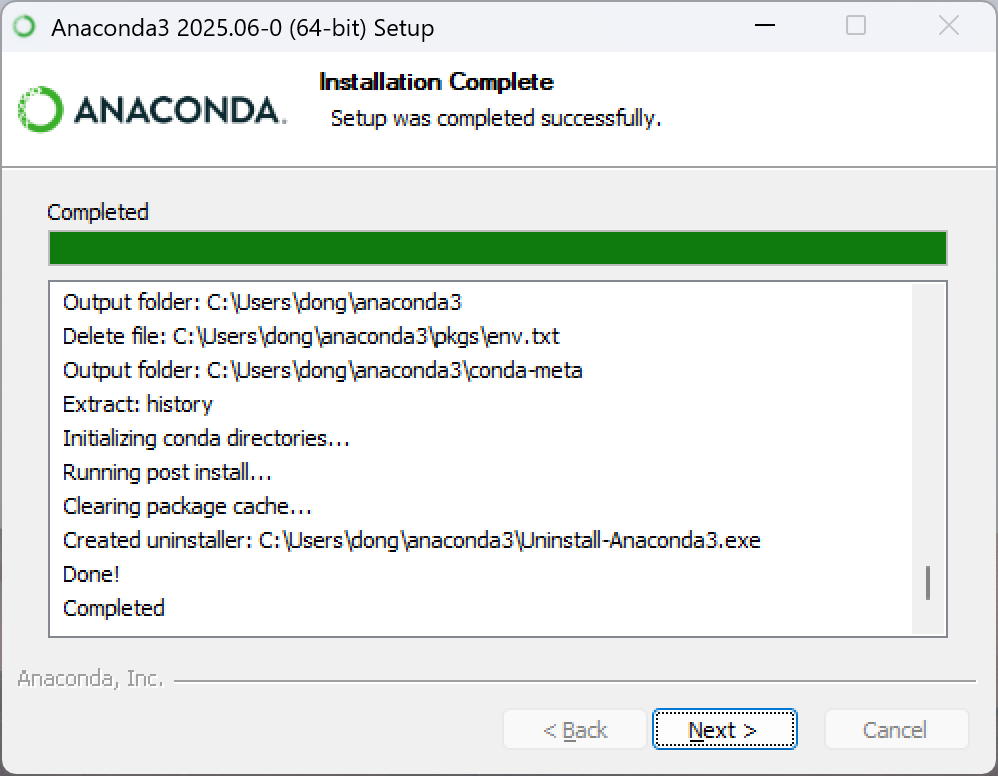 Anaconda3 2025.06-0 (64-bit) Setup
ANACONDA.
Installation Complete
Setup was completed successfully.
Completed
Output folder: C:\Users\dong\anaconda3
Delete file: C:\Users\dong\anaconda3\pkgs\env.txt
Output folder: C:\Users\dong\anaconda3\conda-meta
Extract: history
Initializing conda directories...
Running post install...
Clearing package cache...
Created uninstaller: C:\Users\dong\anaconda3\Uninstall-Anaconda3.exe
Done!
Completed
Anaconda, Inc.
< Back
Next >
Cancel